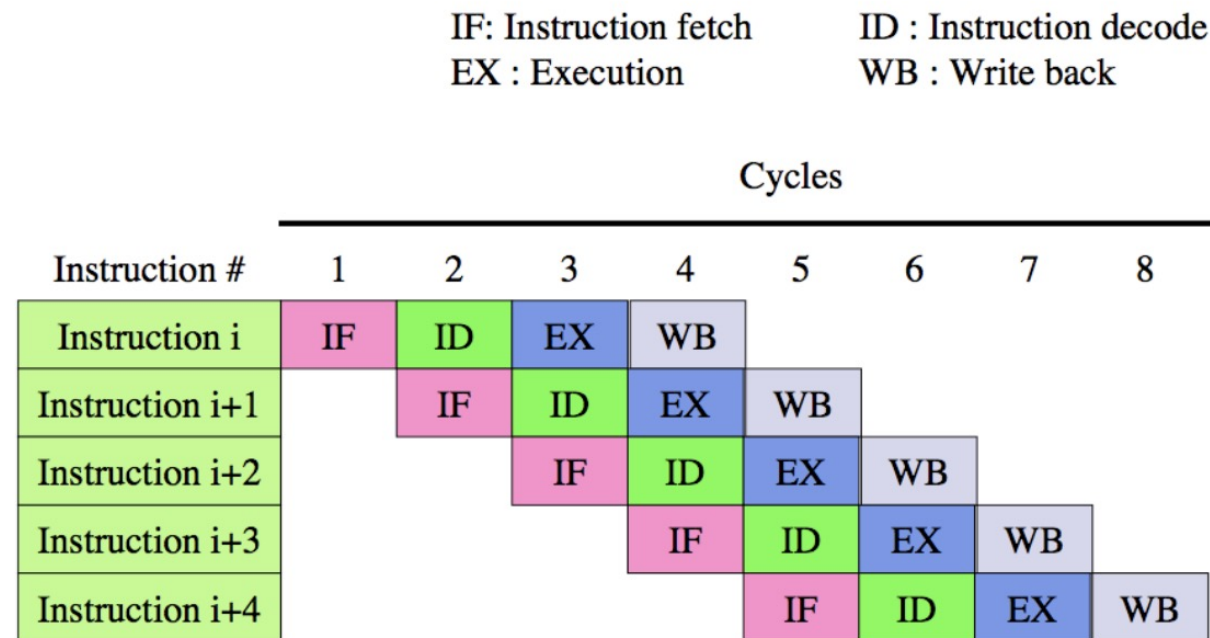 IF: Instruction fetch ID : Instruction decode
EX : Execution WB : Write back
Cycles
Instruction # 1 2 3 4 5 6 7 8
Instruction i IF ID EX WB
Instruction i+1 IF ID EX WB
Instruction i+2 IF ID EX WB
Instruction i+3 IF ID EX WB
Instruction i+4 IF ID EX WB